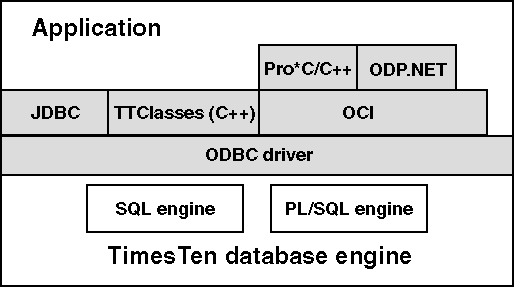 Application
Pro*C/C++ ODP.NET
JDBC TTClasses (C++) OCI
ODBC driver
SQL engine PL/SQL engine
TimesTen database engine